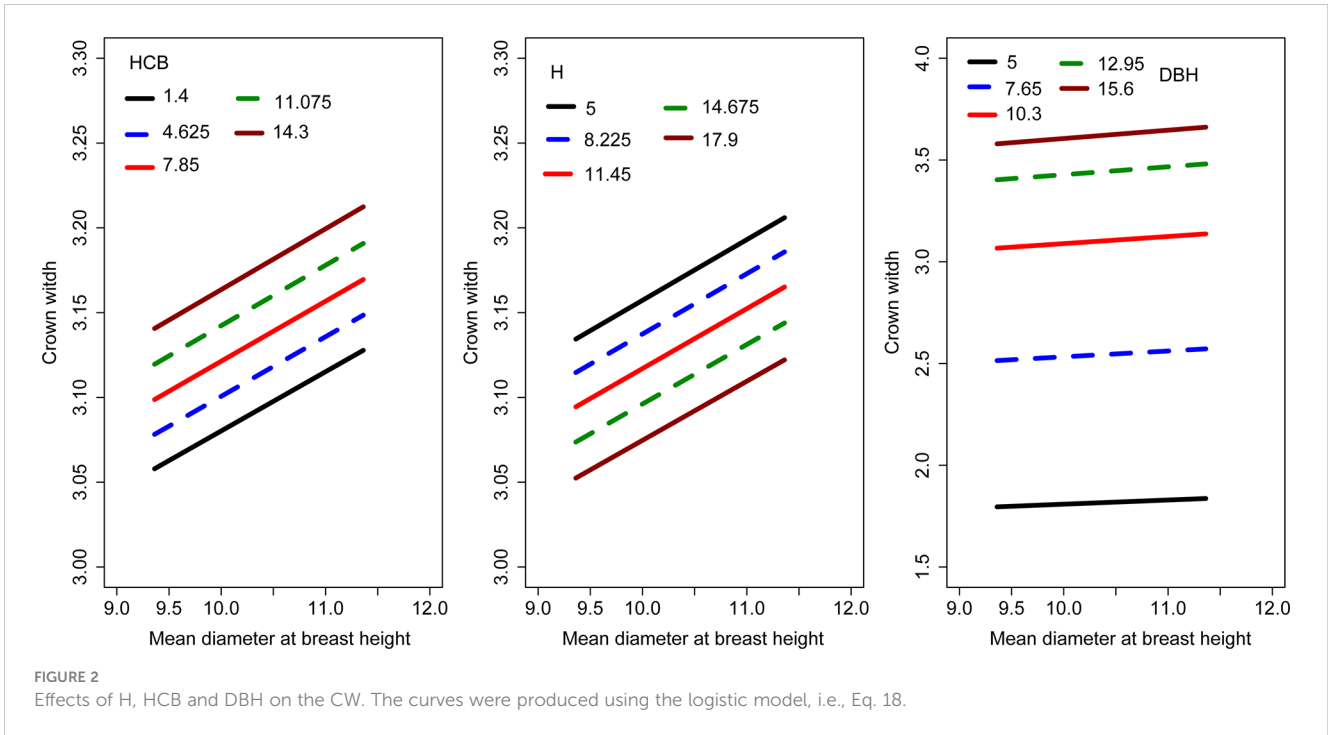 HCB
1.4
4.625
7.85
11.075
14.3
3.30
3.25
3.20
3.15
3.10
3.05
3.00
Crown witdh
9.0 9.5 10.0 11.0 12.0
Mean diameter at breast height
H
5
8.225
11.45
14.675
17.9
3.30
3.25
3.20
3.15
3.10
3.05
3.00
Crown witdh
9.0 9.5 10.0 11.0 12.0
Mean diameter at breast height
5
7.65
10.3
12.95
15.6
DBH
4.0
3.5
3.0
2.5
2.0
1.5
Crown witdh
9.0 9.5 10.0 11.0 12.0
Mean diameter at breast height
FIGURE 2
Effects of H, HCB and DBH on the CW. The curves were produced using the logistic model, i.e., Eq. 18.